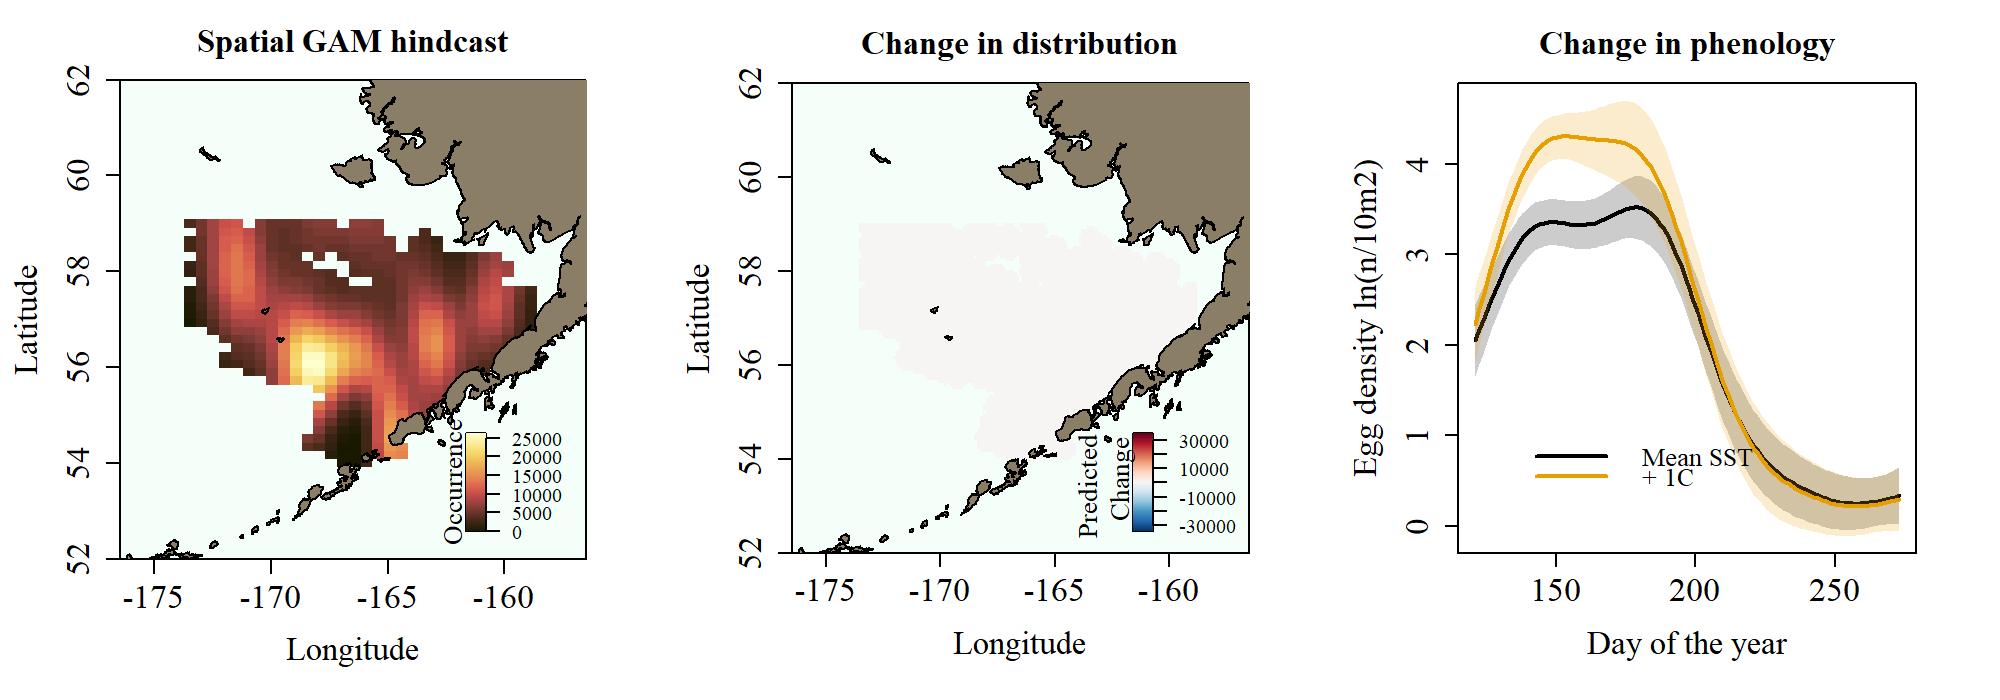 Spatial GAM hindcast
Latitude
62
60
58
56
54
52
-175 -170 -165 -160
Longitude
Occurrence
25000
20000
15000
10000
5000
0
Change in distribution
Latitude
62
60
58
56
54
52
-175 -170 -165 -160
Longitude
Predicted
Change
30000
10000
-10000
-30000
Change in phenology
Egg density ln(n/10m2)
4
3
2
1
0
150 200 250
Day of the year
Mean SST
+ 1C